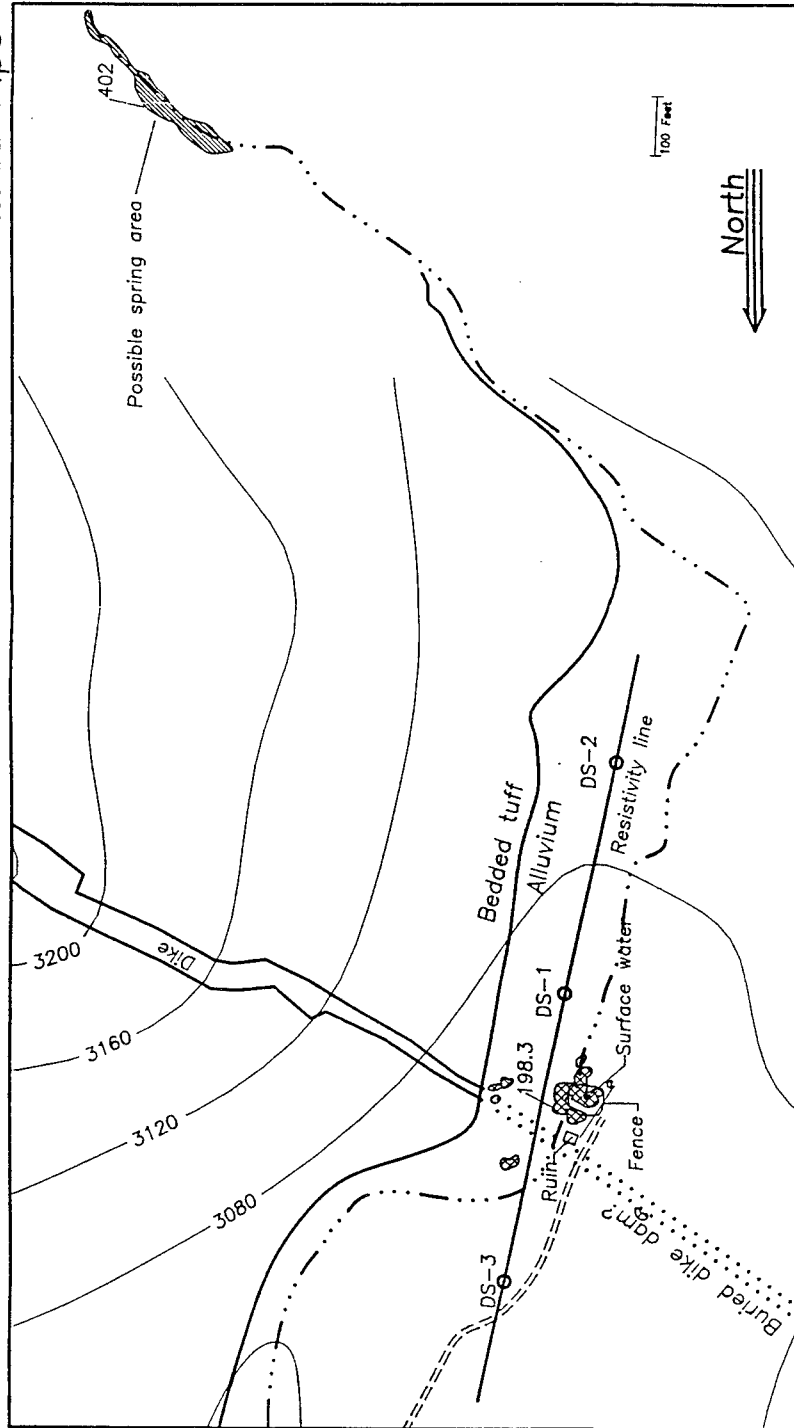 402
Possible spring area
100 Feet
North
Bedded tuff
Alluvium
DS-2
Resistivity line
3200
Dike
3160
DS-1
3120
198.3
Surface water
3080
Ruin
Fence
DS-3
Buried dike dam?